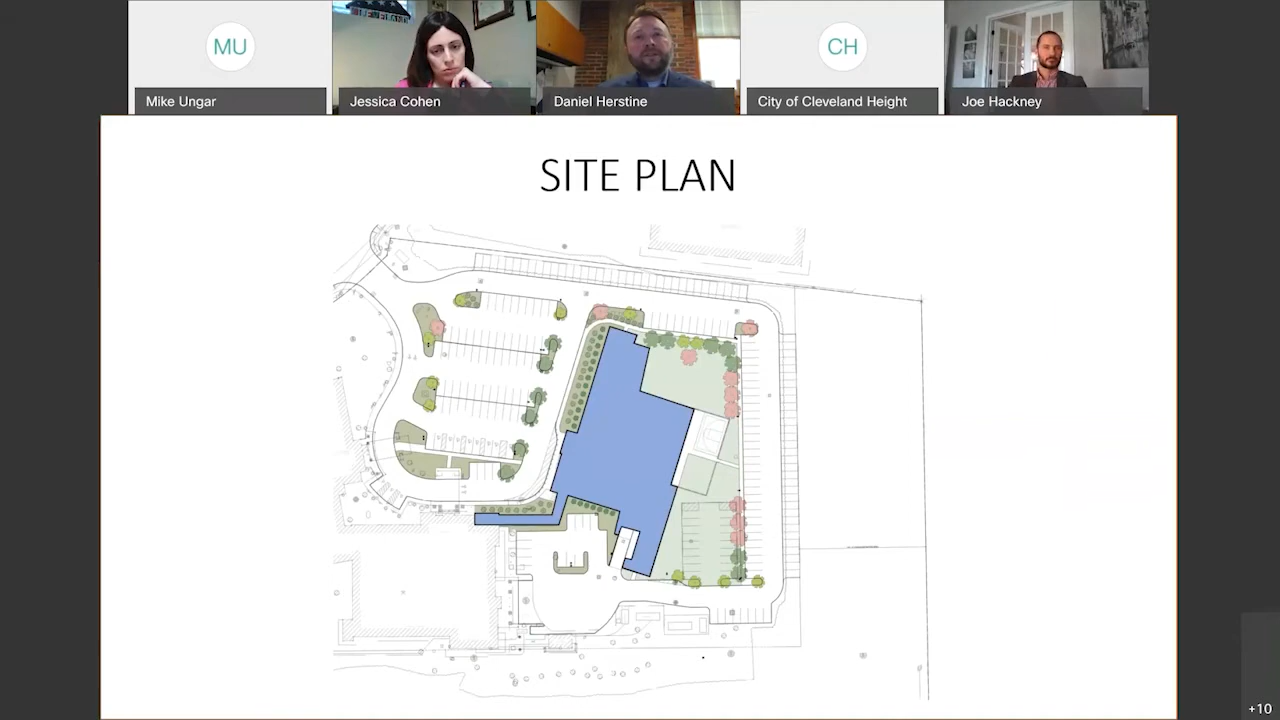 MU
CH
Mike Ungar
Jessica Cohen
Daniel Herstine
City of Cleveland Height
Joe Hackney
SITE PLAN
+10